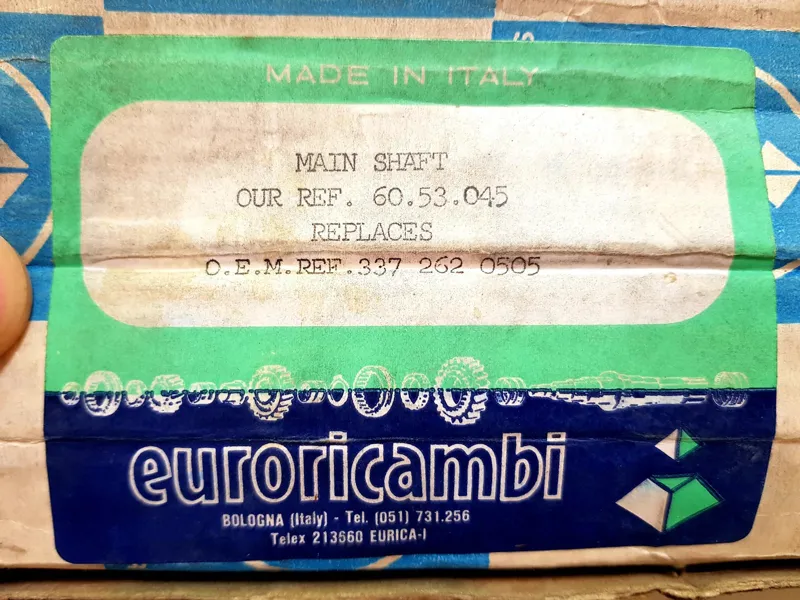 MADE IN ITALY
MAIN SHAFT
OUR REF. 60.53.045
REPLACES
O.E.M.REF.337 262 0505
euroricambi
BOLOGNA (Italy) - Tel. (051) 731.256
Telex 213660 EURICA-I